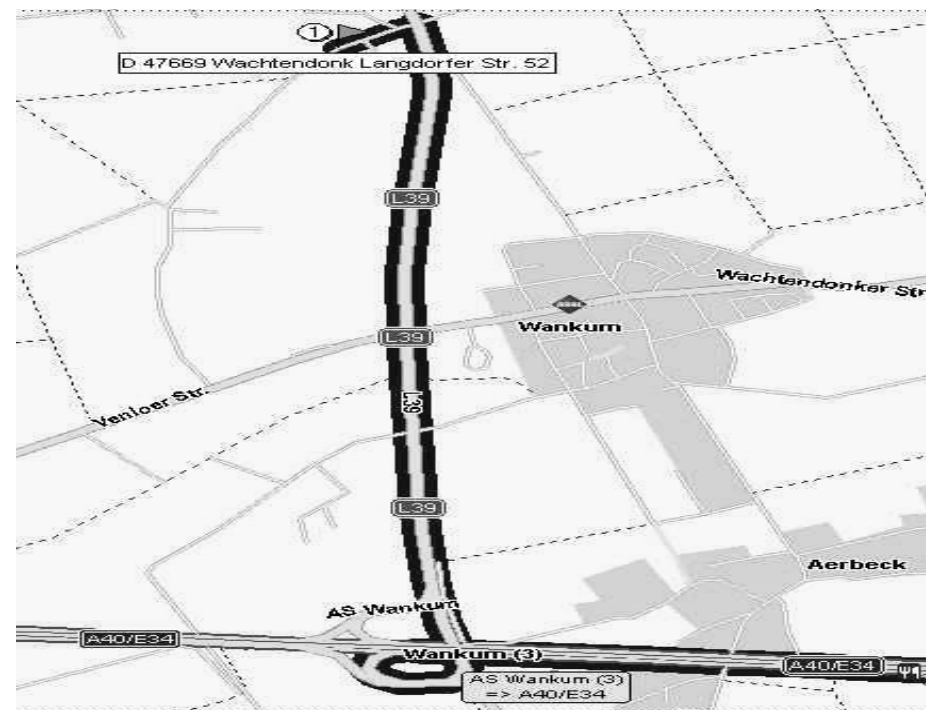 1
D 47669 Wachtendonk Langdorfer Str. 52
L39
Wachtendonker Str.
L39
Wankum
Venloer Str.
L39
L39
Aerbeck
AS Wankum
A40/E34
Wankum (3)
A40/E34
AS Wankum (3)
=> A40/E34